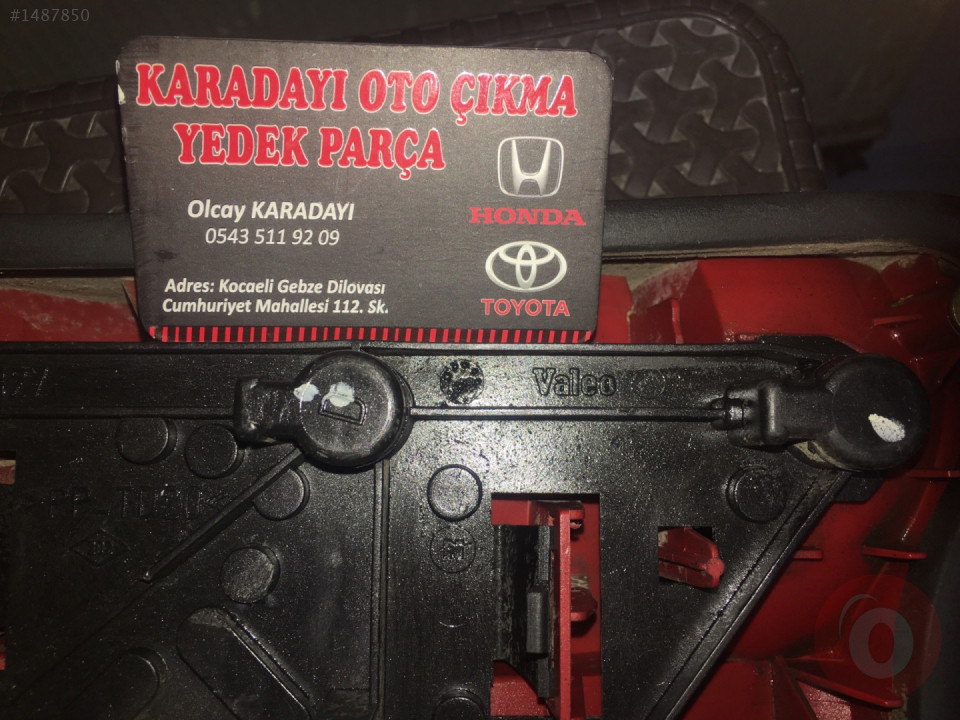 #1487850
KARADAYI OTO ÇIKMA
YEDEK PARÇA
Olcay KARADAYI
0543 511 92 09
HONDA
Adres: Kocaeli Gebze Dilovası
Cumhuriyet Mahallesi 112. Sk.
TOYOTA
Valeo
D